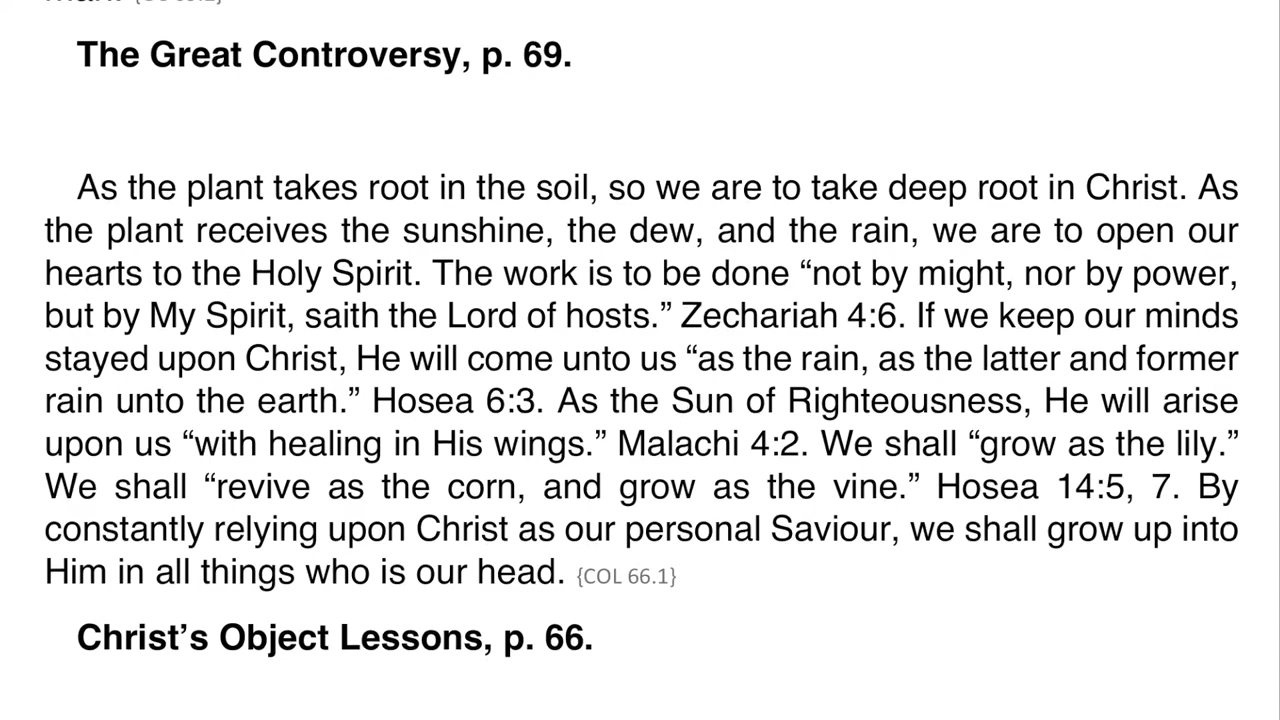 The Great Controversy, p. 69.
As the plant takes root in the soil, so we are to take deep root in Christ. As
the plant receives the sunshine, the dew, and the rain, we are to open our
hearts to the Holy Spirit. The work is to be done “not by might, nor by power,
but by My Spirit, saith the Lord of hosts.” Zechariah 4:6. If we keep our minds
stayed upon Christ, He will come unto us “as the rain, as the latter and former
rain unto the earth.” Hosea 6:3. As the Sun of Righteousness, He will arise
upon us “with healing in His wings.” Malachi 4:2. We shall “grow as the lily.”
We shall “revive as the corn, and grow as the vine.” Hosea 14:5, 7. By
constantly relying upon Christ as our personal Saviour, we shall grow up into
Him in all things who is our head. {COL 66.1}
Christ’s Object Lessons, p. 66.